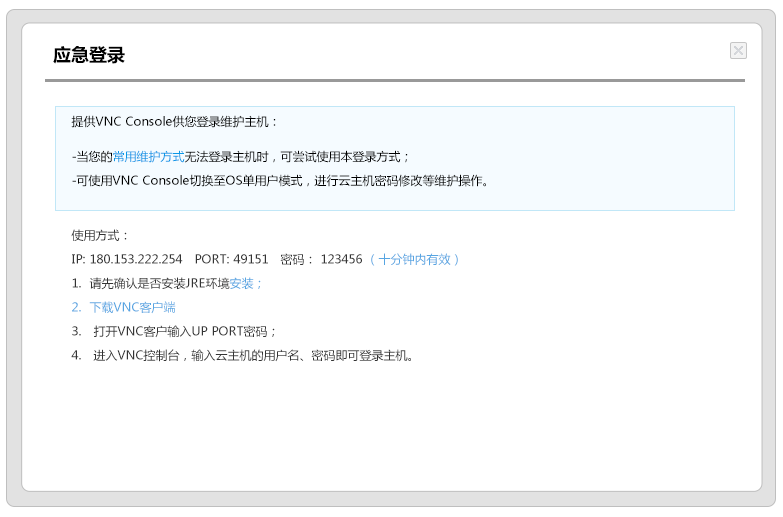 应急登录
提供VNC Console供您登录维护主机：
-当您的常用维护方式无法登录主机时，可尝试使用本登录方式；
-可使用VNC Console切换至OS单用户模式，进行云主机密码修改等维护操作。
使用方式：
IP: 180.153.222.254 PORT: 49151 密码： 123456（十分钟内有效）
1. 请先确认是否安装JRE环境安装；
2. 下载VNC客户端
3. 打开VNC客户输入UP PORT密码；
4. 进入VNC控制台，输入云主机的用户名、密码即可登录主机。